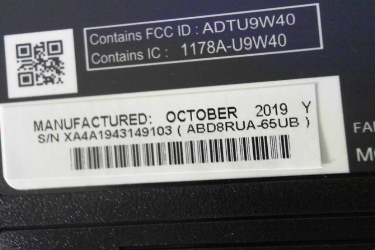 Contains FCC ID : ADTU9W40
Contains IC : 1178A-U9W40
MANUFACTURED: OCTOBER 2019 Y
S/N XA4A1943149103 ( ABD8RUA-65UB )